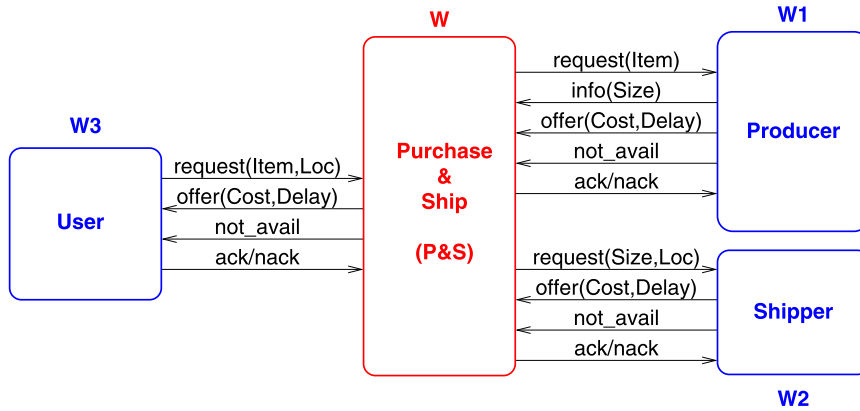 W3
User
request(Item,Loc)
offer(Cost,Delay)
not_avail
ack/nack
W
Purchase
&
Ship
(P&S)
request(Item)
info(Size)
offer(Cost,Delay)
not_avail
ack/nack
W1
Producer
request(Size,Loc)
offer(Cost,Delay)
not_avail
ack/nack
Shipper
W2